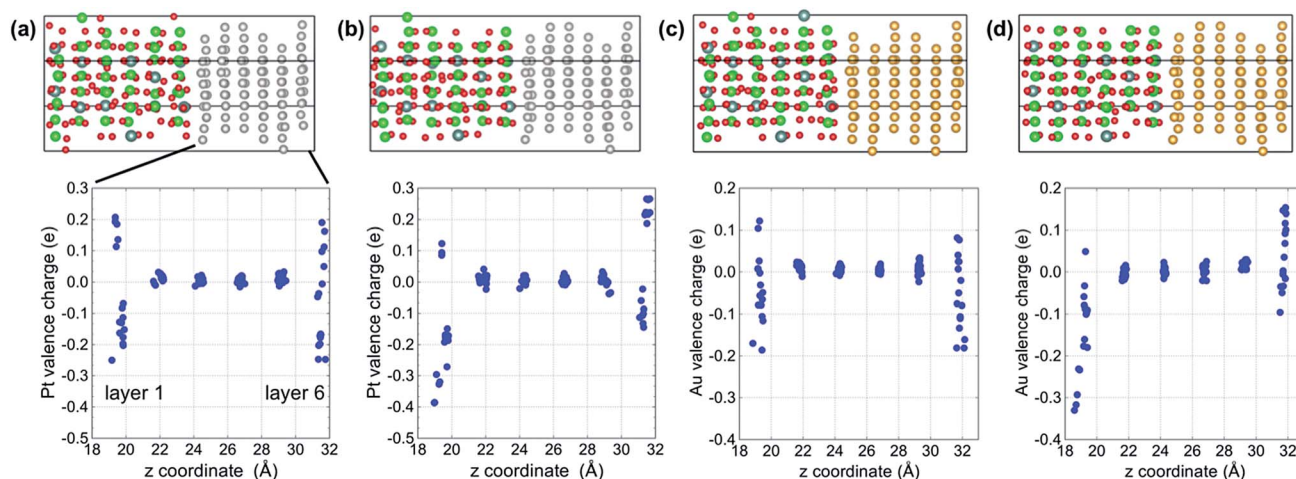 (a) (b) (c) (d)
0.3 0.3 0.2 0.2
0.2 0.2 0.1 0.1
0.1 0.1 0.0 0.0
0.0 0.0 -0.1 -0.1
-0.1 -0.1 -0.2 -0.2
-0.2 -0.2 -0.3 -0.3
-0.3 -0.3 -0.4 -0.4
-0.4 -0.4
-0.5 -0.5
Pt valence charge (e)
layer 1 layer 6
18 20 22 24 26 28 30 32
z coordinate (Å)
Pt valence charge (e)
18 20 22 24 26 28 30 32
z coordinate (Å)
Au valence charge (e)
18 20 22 24 26 28 30 32
z coordinate (Å)
Au valence charge (e)
18 20 22 24 26 28 30 32
z coordinate (Å)